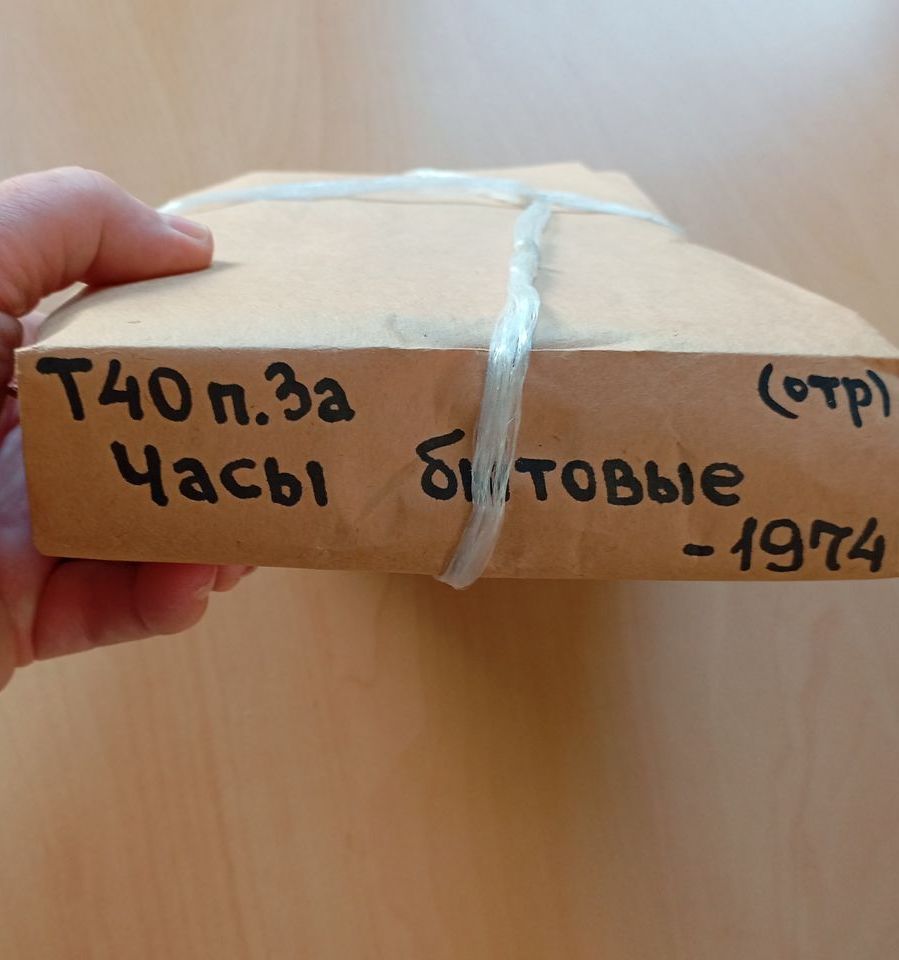 Т40 п.3а (отр)
Часы бытовые
-1974